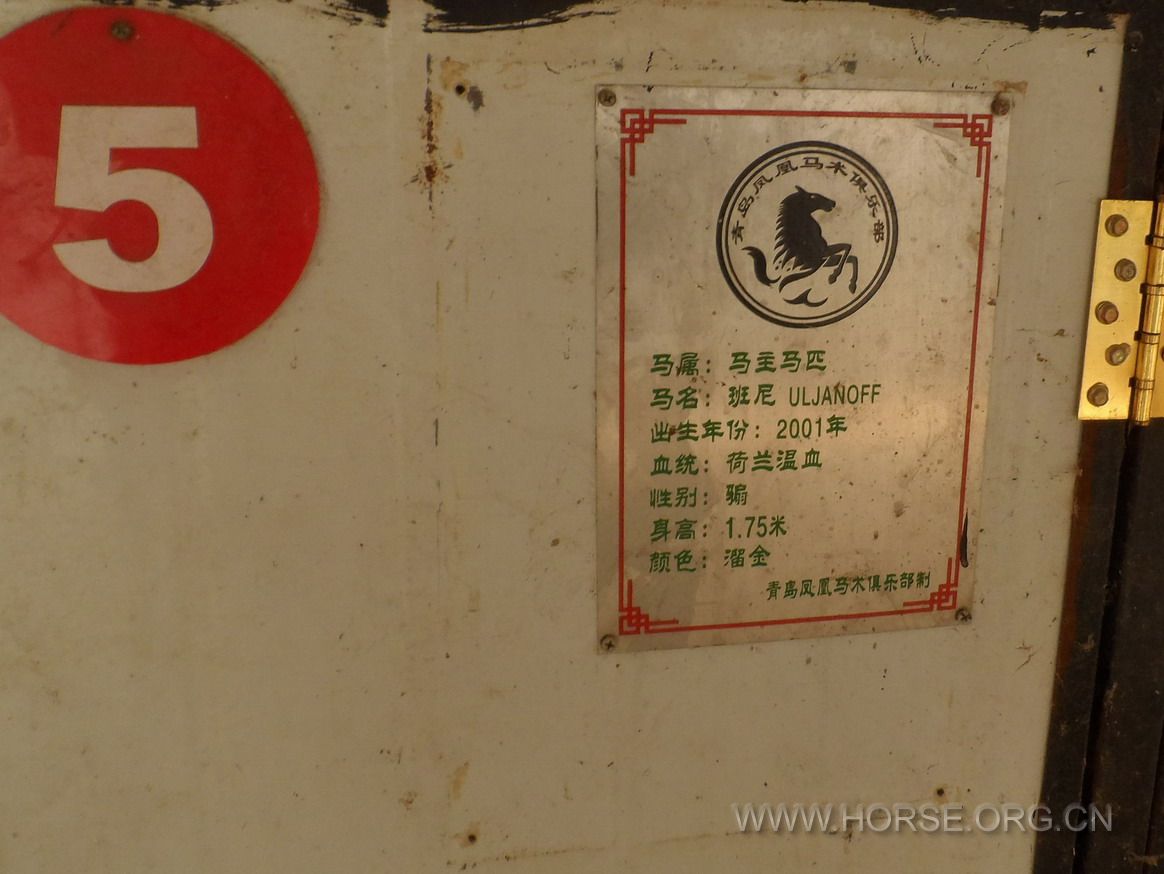 5
青岛凤凰马术俱乐部
马属：马主马匹
马名：班尼 ULJANOFF
出生年份：2001年
血统：荷兰温血
性别：骟
身高：1.75米
颜色：溜金
青岛凤凰马术俱乐部制
WWW.HORSE.ORG.CN